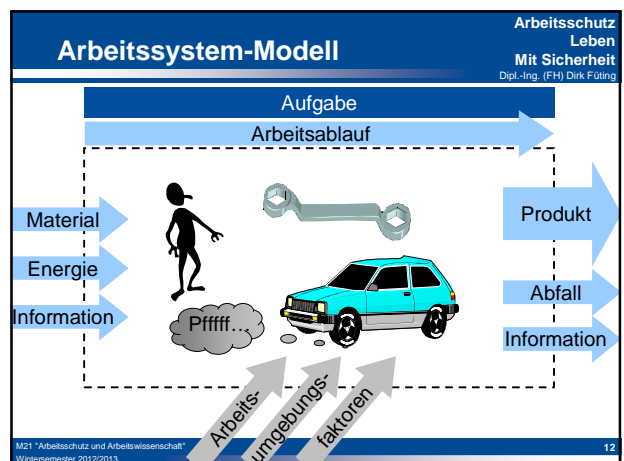 Arbeitssystem-Modell
Arbeitsschutz
Leben
Mit Sicherheit
Dipl.-Ing. (FH) Dirk Füting
Aufgabe
Arbeitsablauf
Material
Energie
Information
Pfffff…
Produkt
Abfall
Information
Arbeits-
umgebungs-
faktoren
M21 "Arbeitsschutz und Arbeitswissenschaft"
Wintersemester 2012/2013
12